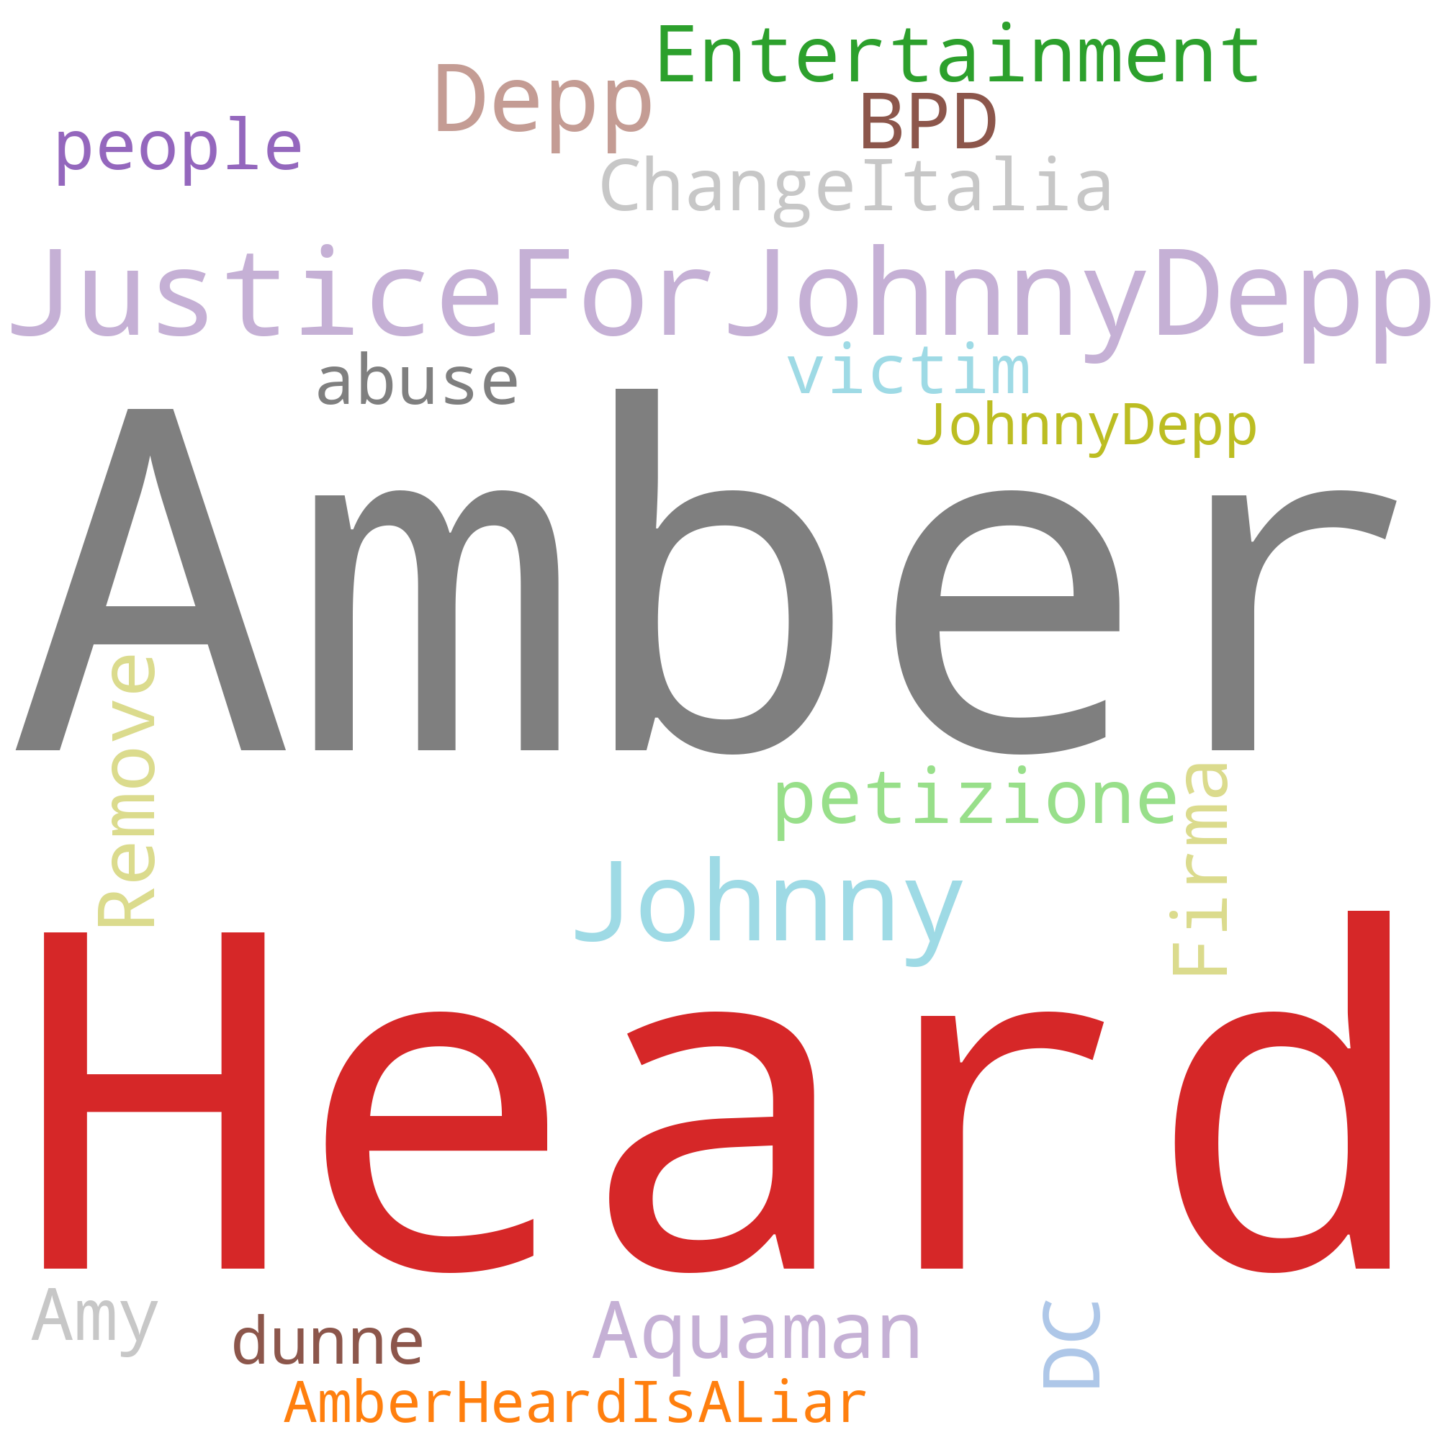 Entertainment
Depp
BPD
people
ChangeItalia
JusticeForJohnnyDepp
victim
abuse
JohnnyDepp
Amber
Remove
petizione
Firma
Johnny
Heard
Amy
dunne
Aquaman
DC
AmberHeardIsALiar